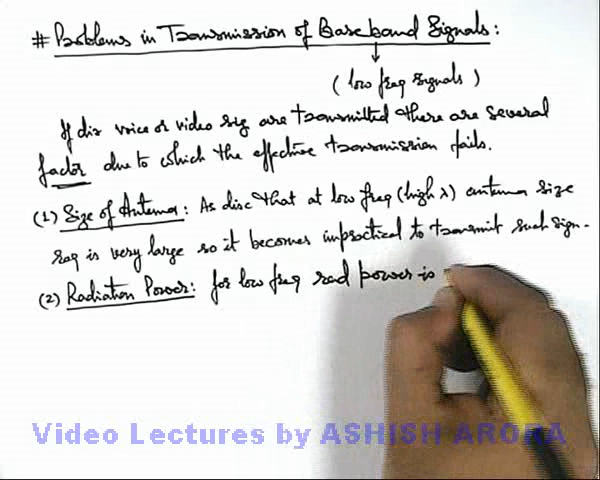 # Problems in Transmission of Baseband Signals:
(low freq signals)
If dir voice or video sig are transmitted there are several
factor due to which the effective transmission fails.
(1) Size of Antenna: As disc that at low freq (high λ) antenna size
req is very large so it becomes impractical to transmit such sign.
(2) Radiation Power: for low freq rad power is
Video Lectures by ASHISH ARORA